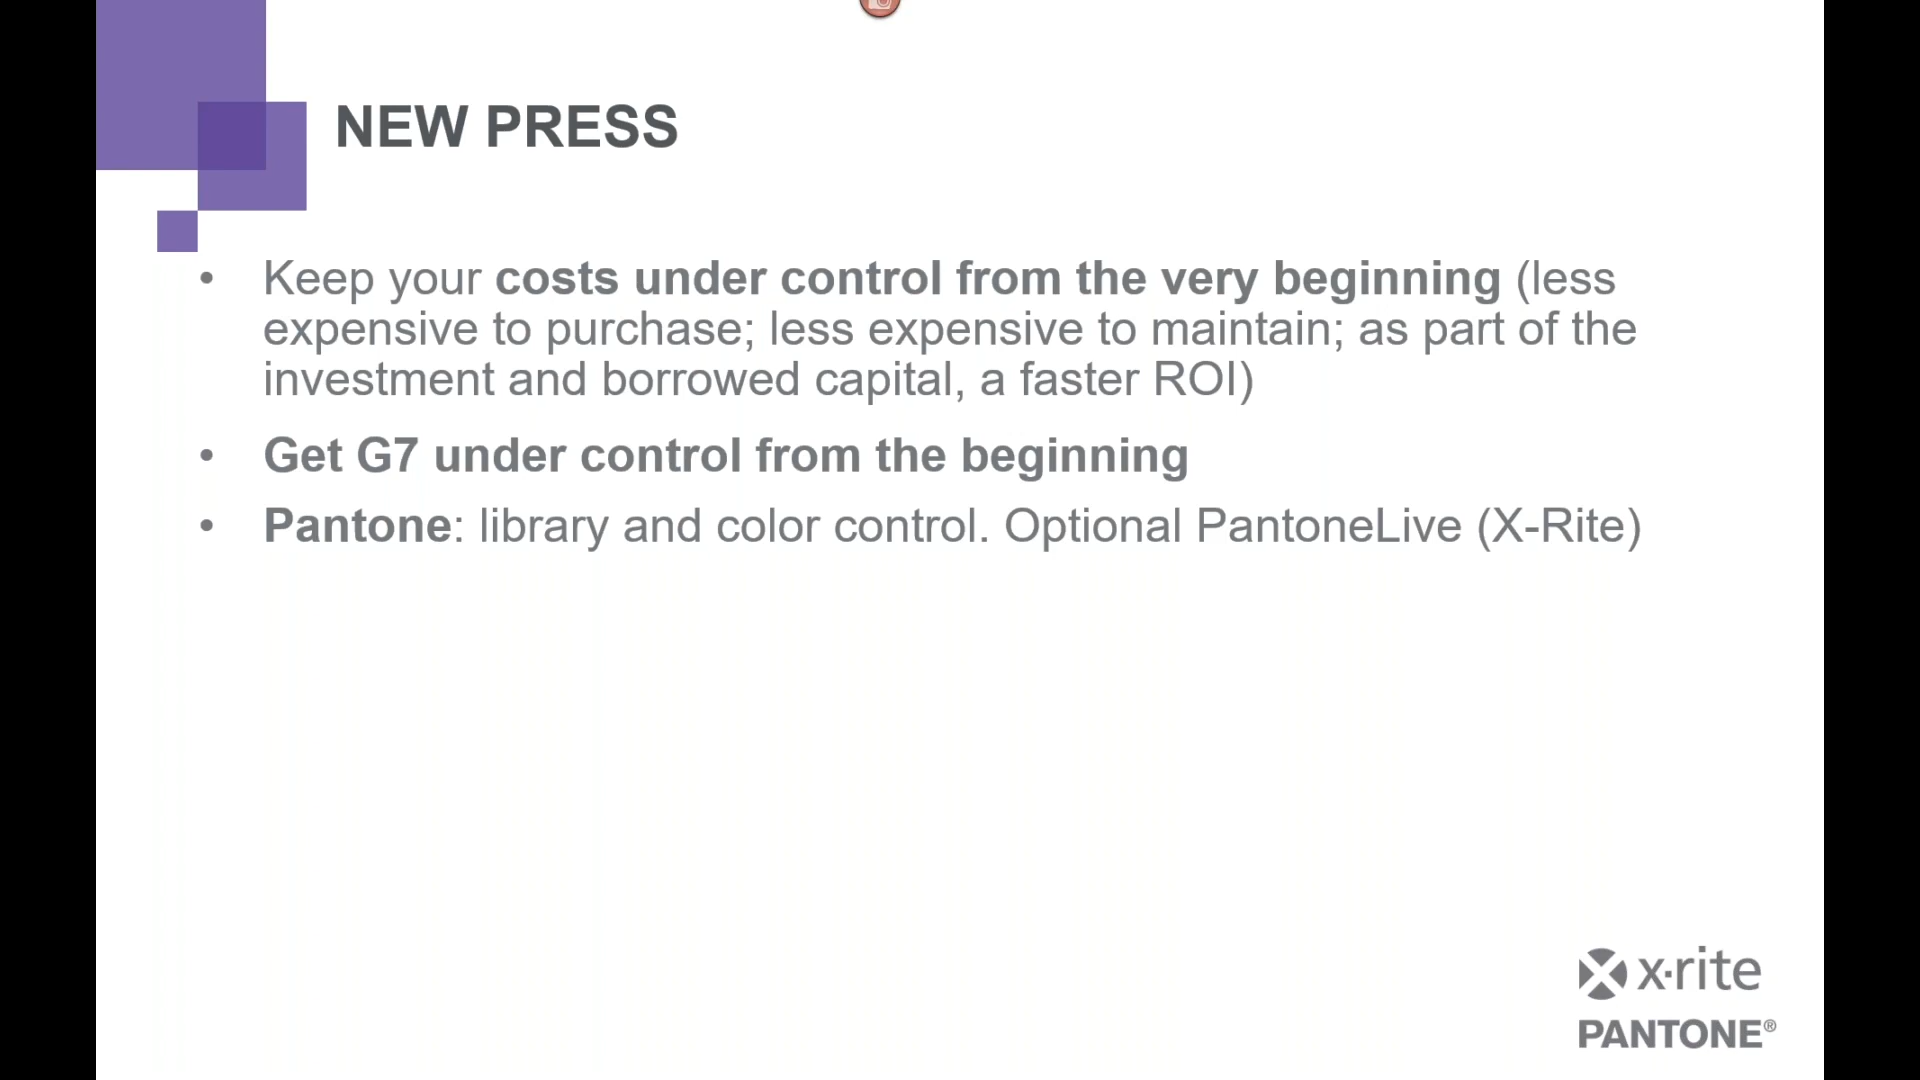 NEW PRESS
• Keep your costs under control from the very beginning (less
expensive to purchase; less expensive to maintain; as part of the
investment and borrowed capital, a faster ROI)
• Get G7 under control from the beginning
• Pantone: library and color control. Optional PantoneLive (X-Rite)
x·rite
PANTONE®